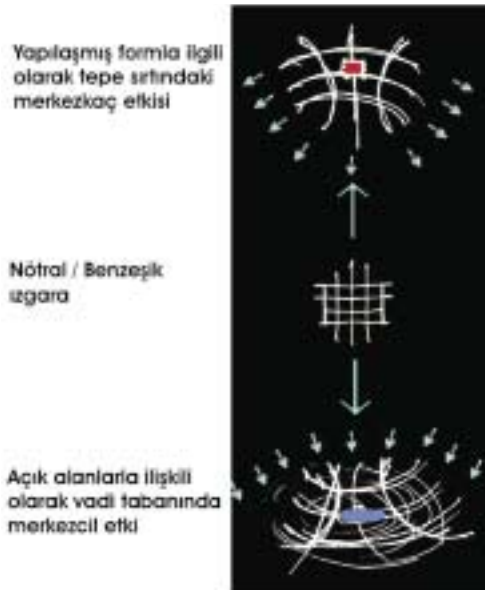 Yapılaşmış formla ilgili
olarak tepe sırtındaki
merkezkaç etkisi
Nötral / Benzeşik
ızgara
Açık alanlarla ilişkili
olarak vadi tabanında
merkezcil etki